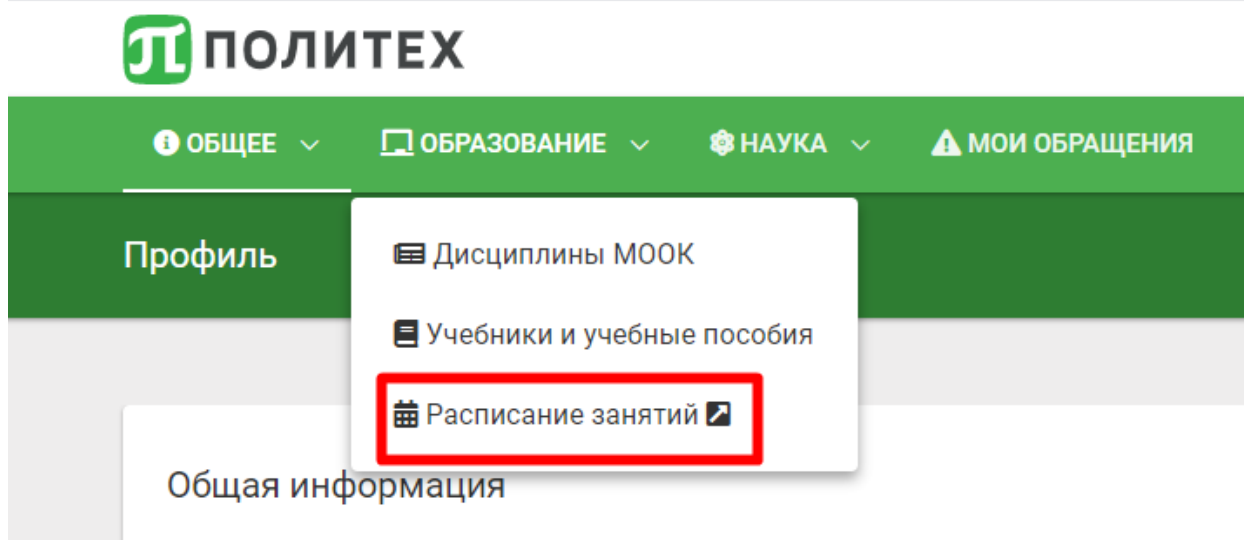 ПОЛИТЕХ
ОБЩЕЕ ОБРАЗОВАНИЕ НАУКА МОИ ОБРАЩЕНИЯ
Профиль
Дисциплины МООК
Учебники и учебные пособия
Расписание занятий
Общая информация